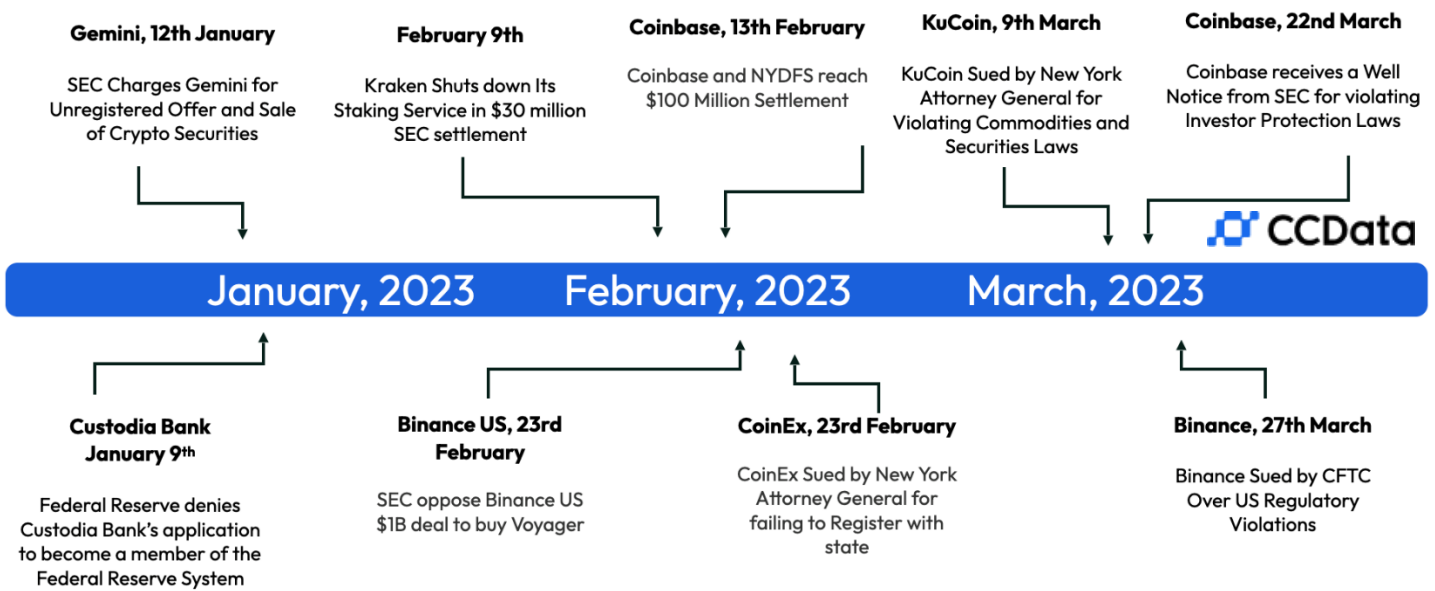 Gemini, 12th January
SEC Charges Gemini for
Unregistered Offer and Sale
of Crypto Securities
February 9th
Kraken Shuts down Its
Staking Service in $30 million
SEC settlement
Coinbase, 13th February
Coinbase and NYDFS reach
$100 Million Settlement
KuCoin, 9th March
KuCoin Sued by New York
Attorney General for
Violating Commodities and
Securities Laws
Coinbase, 22nd March
Coinbase receives a Well
Notice from SEC for violating
Investor Protection Laws
CCData
January, 2023
February, 2023
March, 2023
Custodia Bank
January 9th
Federal Reserve denies
Custodia Bank's application
to become a member of the
Federal Reserve System
Binance US, 23rd
February
SEC oppose Binance US
$1B deal to buy Voyager
CoinEx, 23rd February
CoinEx Sued by New York
Attorney General for
failing to Register with
state
Binance, 27th March
Binance Sued by CFTC
Over US Regulatory
Violations